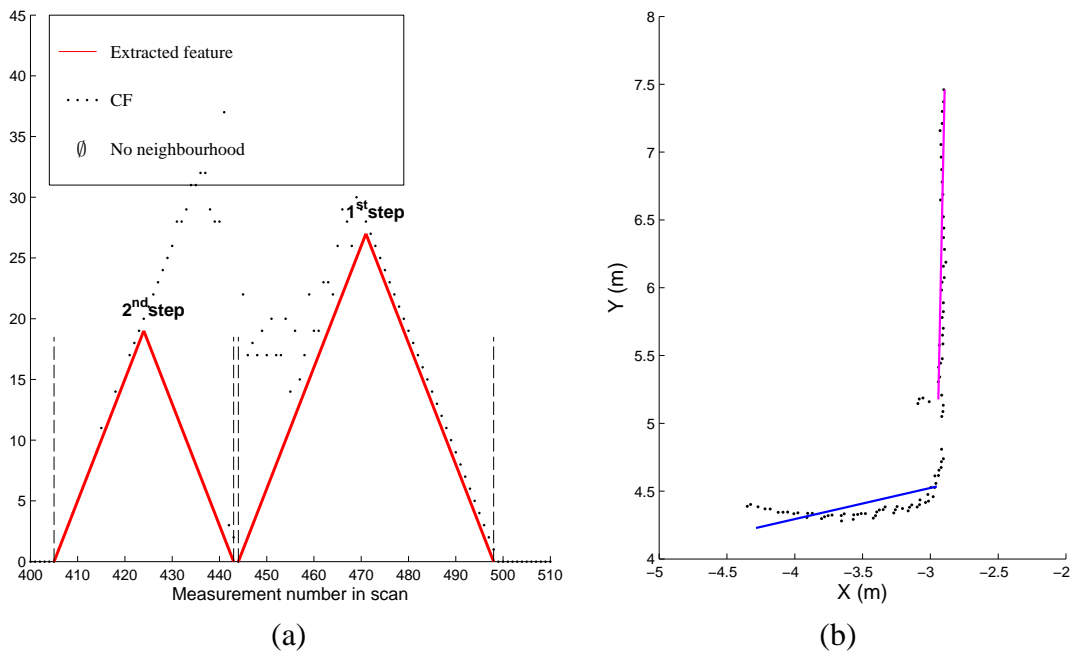 45
40
35
30
25
20
15
10
5
0
Extracted feature
CF
∅ No neighbourhood
1st step
2nd step
400 410 420 430 440 450 460 470 480 490 500 510
Measurement number in scan
(a)
8
7.5
7
6.5
6
5.5
5
4.5
4
Y (m)
−5 −4.5 −4 −3.5 −3 −2.5 −2
X (m)
(b)